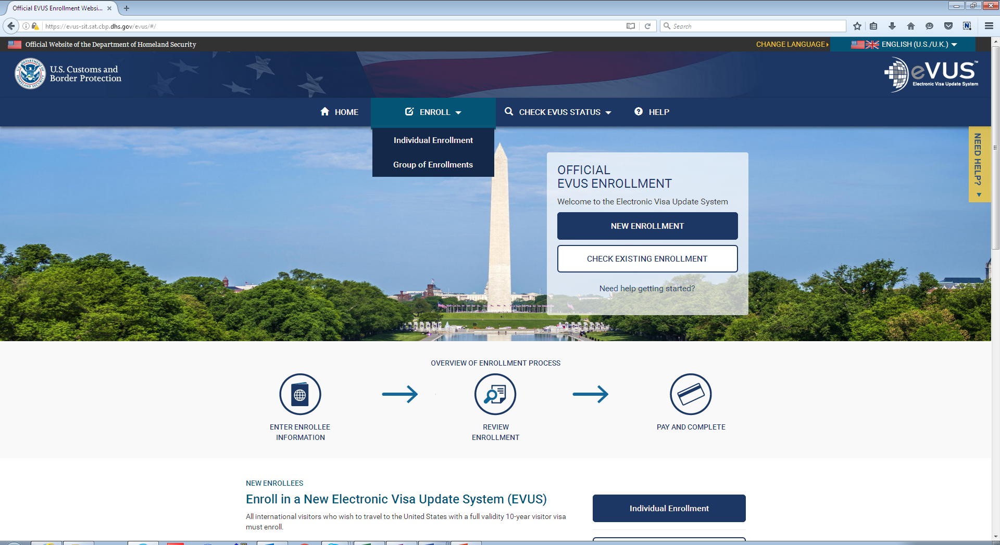 Official EVUS Enrollment Websi...
https://evus-sit.sat.cbp.dhs.gov/evus/#/
Search
Official Website of the Department of Homeland Security
CHANGE LANGUAGE
ENGLISH (U.S./U.K.)
U.S. Customs and
Border Protection
eVUS™
Electronic Visa Update System
HOME
ENROLL
CHECK EVUS STATUS
HELP
Individual Enrollment
Group of Enrollments
NEED HELP?
OFFICIAL
EVUS ENROLLMENT
Welcome to the Electronic Visa Update System
NEW ENROLLMENT
CHECK EXISTING ENROLLMENT
Need help getting started?
OVERVIEW OF ENROLLMENT PROCESS
ENTER ENROLLEE
INFORMATION
REVIEW
ENROLLMENT
PAY AND COMPLETE
NEW ENROLLEES
Enroll in a New Electronic Visa Update System (EVUS)
All international visitors who wish to travel to the United States with a full validity 10-year visitor visa
must enroll.
Individual Enrollment